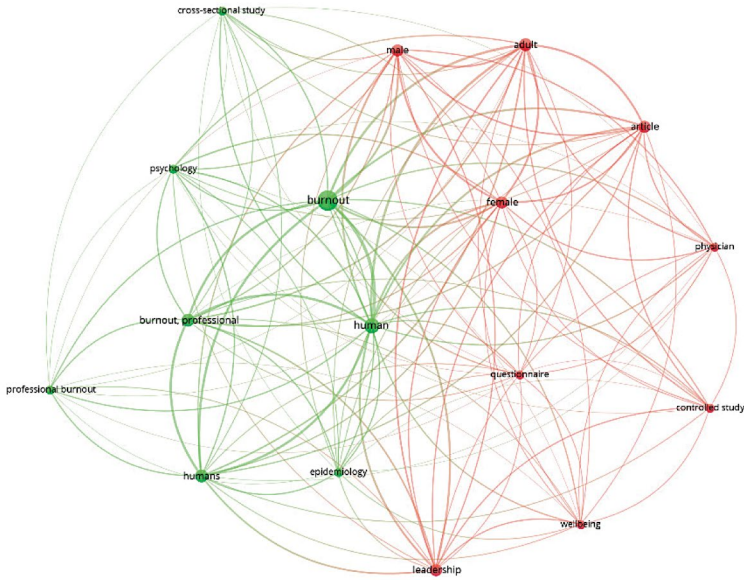 cross-sectional study
male
adult
article
psychology
burnout
female
physician
burnout, professional
human
questionnaire
professional burnout
controlled study
humans
epidemiology
wellbeing
leadership